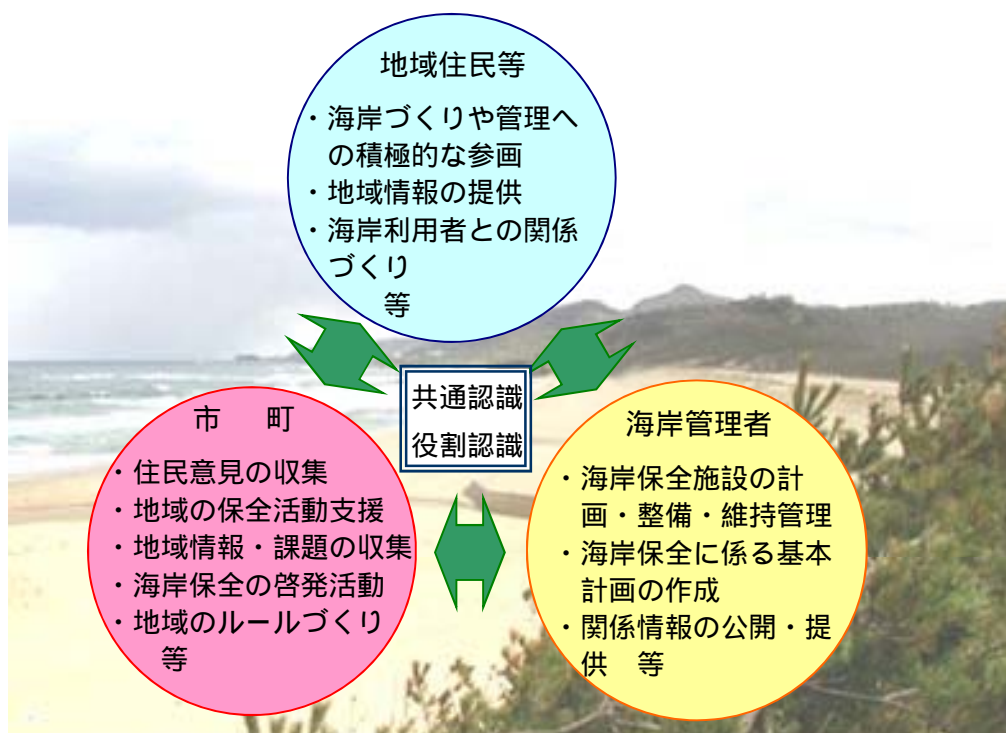 地域住民等
・海岸づくりや管理へ
の積極的な参画
・地域情報の提供
・海岸利用者との関係
づくり
等
共通認識
役割認識
市　町
・住民意見の収集
・地域の保全活動支援
・地域情報・課題の収集
・海岸保全の啓発活動
・地域のルールづくり
等
海岸管理者
・海岸保全施設の計
画・整備・維持管理
・海岸保全に係る基本
計画の作成
・関係情報の公開・提
供　等